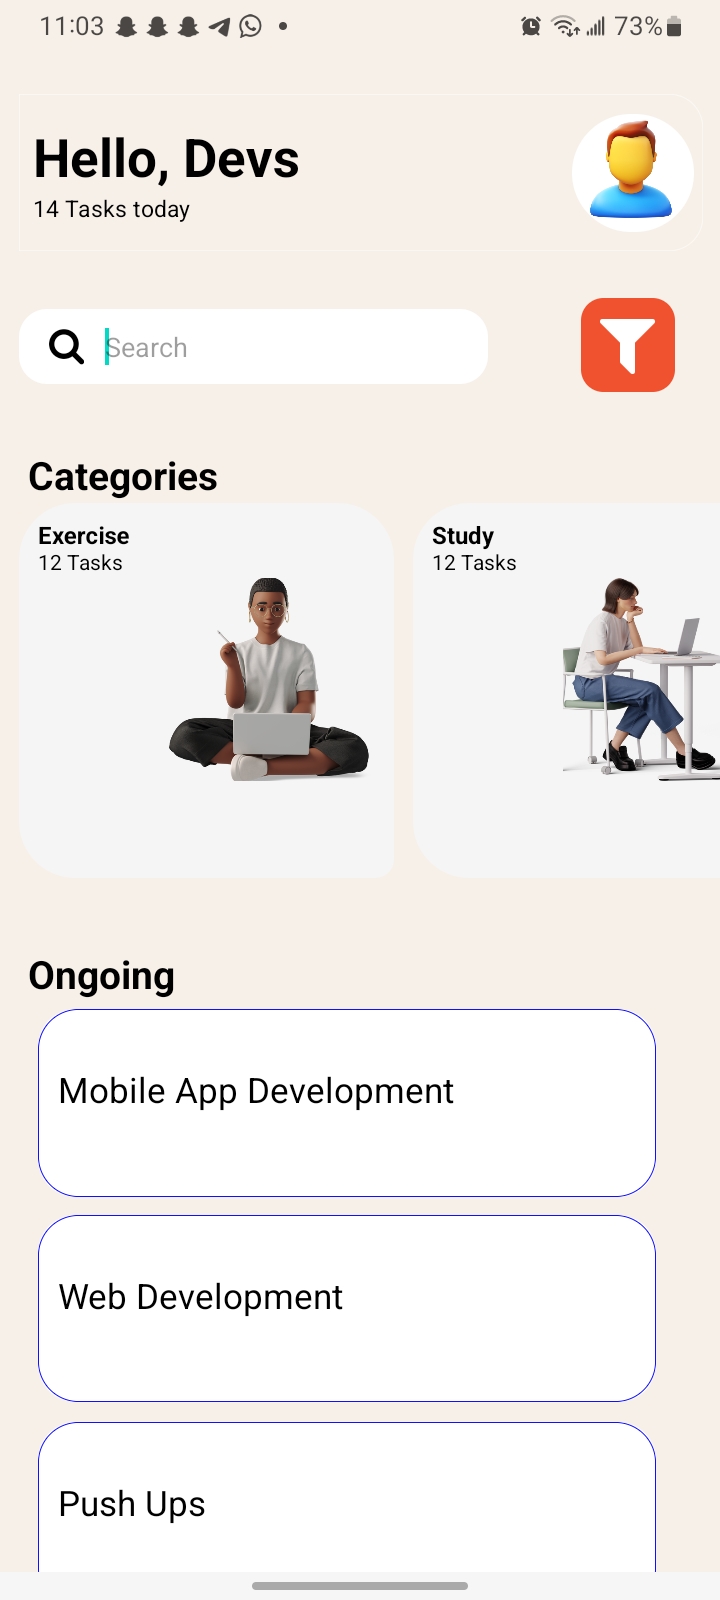 11:03
73%
Hello, Devs
14 Tasks today
Search
Categories
Exercise
12 Tasks
Study
12 Tasks
Ongoing
Mobile App Development
Web Development
Push Ups